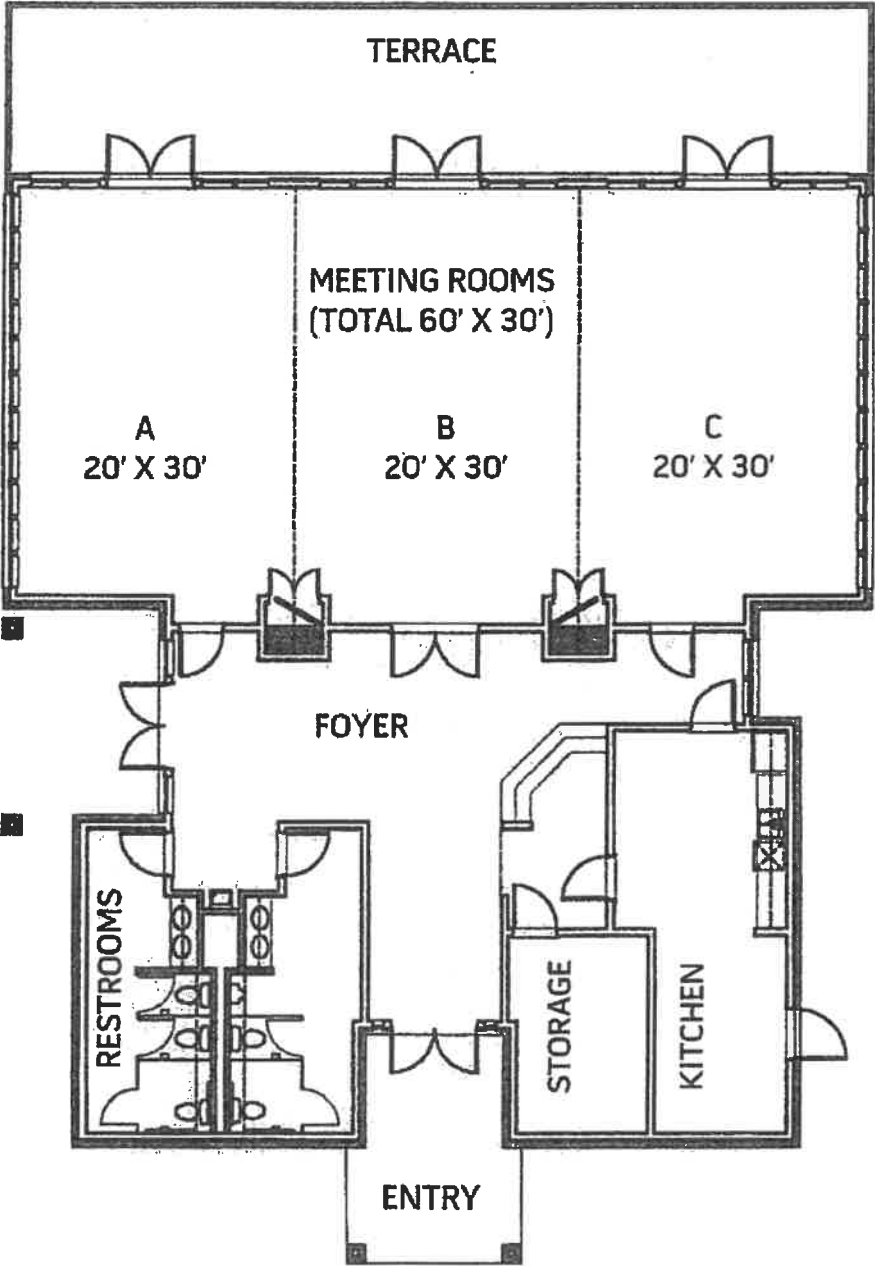 TERRACE
MEETING ROOMS
(TOTAL 60' X 30')
A
20' X 30'
B
20' X 30'
C
20' X 30'
FOYER
RESTROOMS
STORAGE
KITCHEN
ENTRY